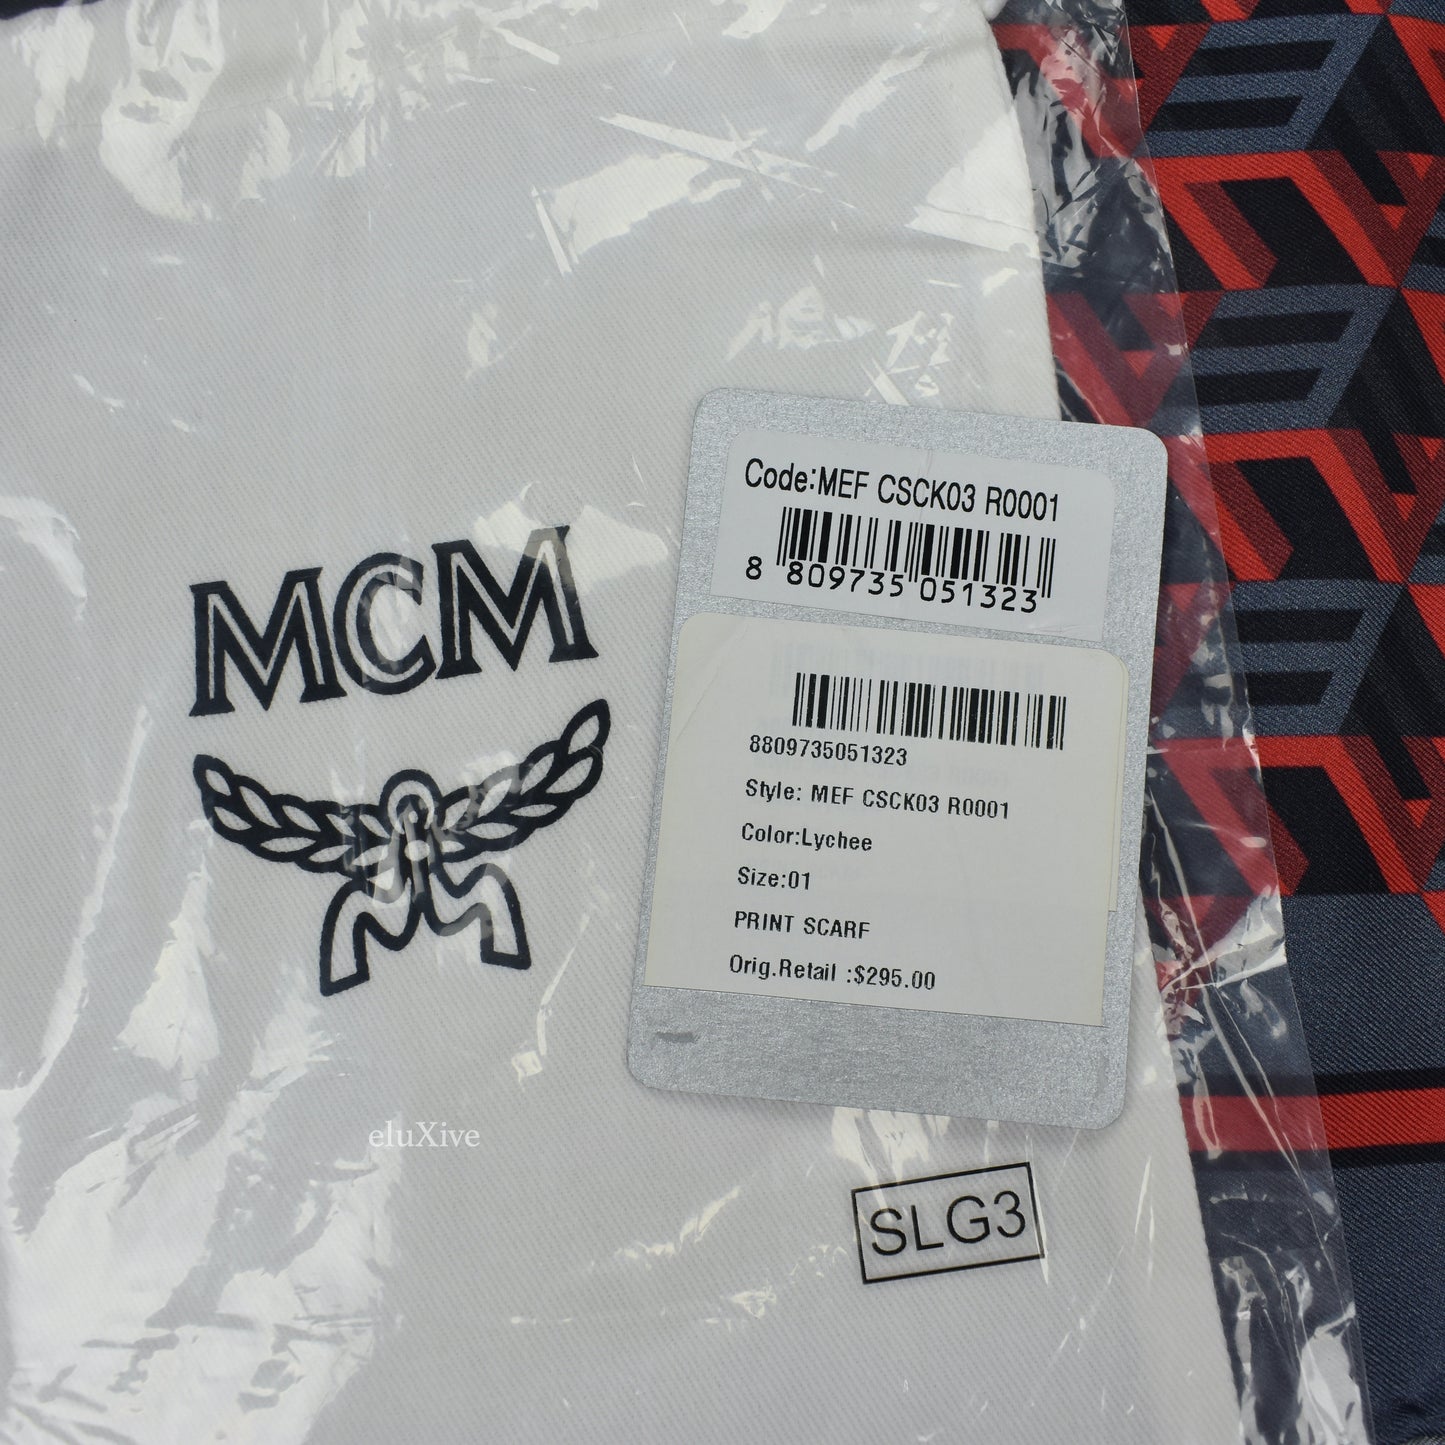 MCM
Code:MEF CSCK03 R0001
8 809735 051323
8809735051323
Style: MEF CSCK03 R0001
Color:Lychee
Size:01
PRINT SCARF
Orig.Retail :$295.00
eluXive
SLG3